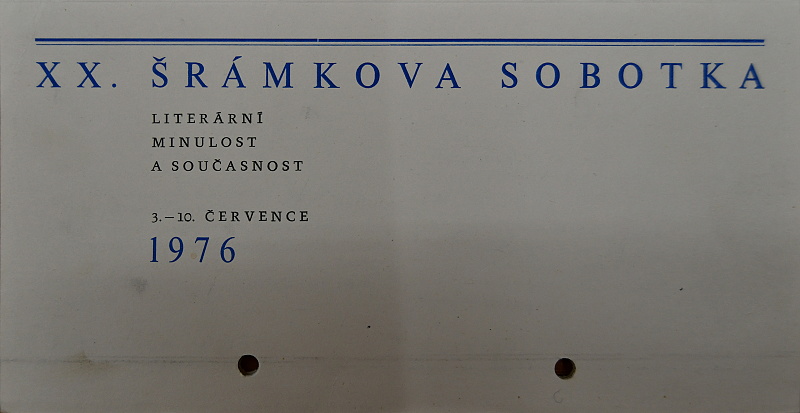 XX. ŠRÁMKOVA SOBOTKA
LITERÁRNÍ
MINULOST
A SOUČASNOST
3.–10. ČERVENCE
1976